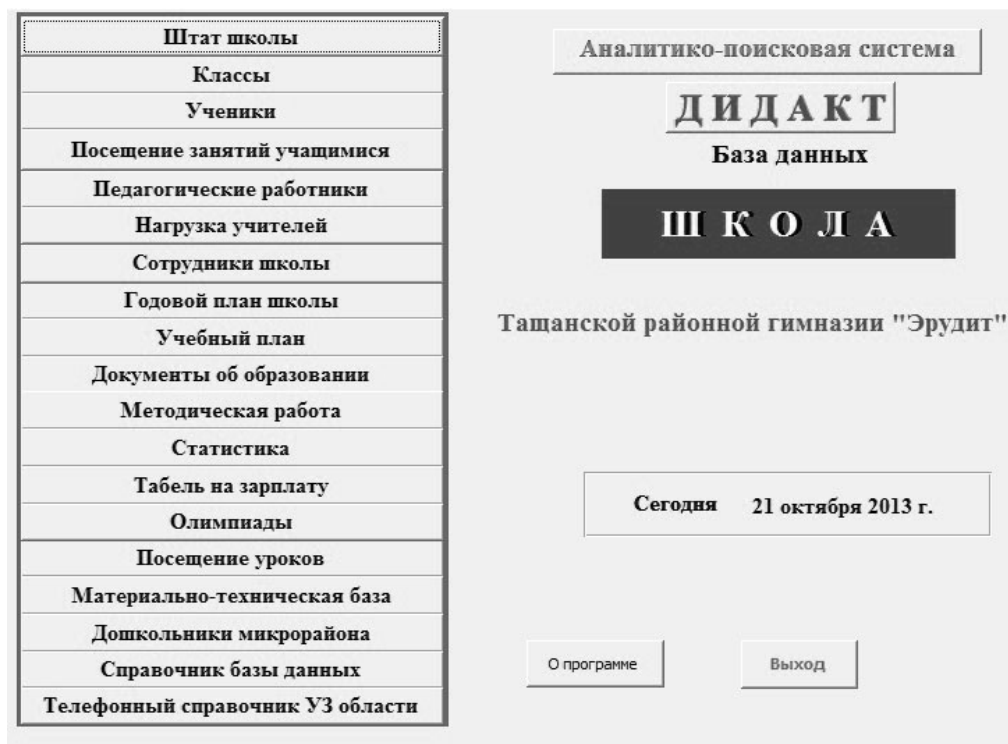 Штат школы
Классы
Ученики
Посещение занятий учащимися
Педагогические работники
Нагрузка учителей
Сотрудники школы
Годовой план школы
Учебный план
Документы об образовании
Методическая работа
Статистика
Табель на зарплату
Олимпиады
Посещение уроков
Материально-техническая база
Дошкольники микрорайона
Справочник базы данных
Телефонный справочник УЗ области
Аналитико-поисковая система
ДИДАКТ
База данных
ШКОЛА
Тащанской районной гимназии "Эрудит"
Сегодня 21 октября 2013 г.
О программе
Выход